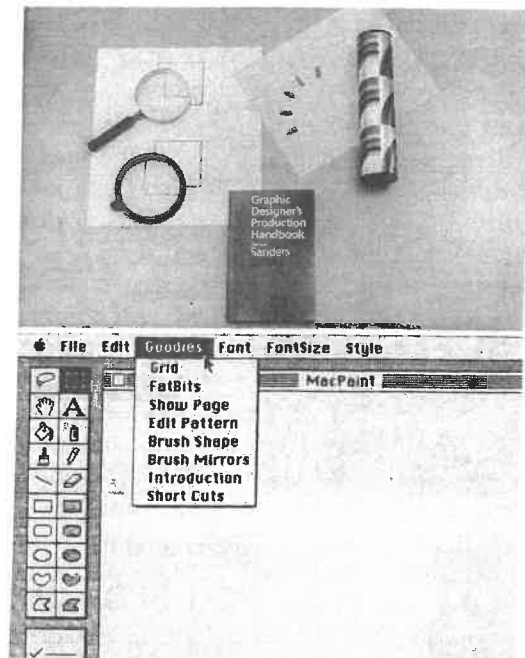 Graphic
Designer's
Production
Handbook
Sanders
File Edit Goodies Font FontSize Style
MacPaint
Grid
FatBits
Show Page
Edit Pattern
Brush Shape
Brush Mirrors
Introduction
Short Cuts
A